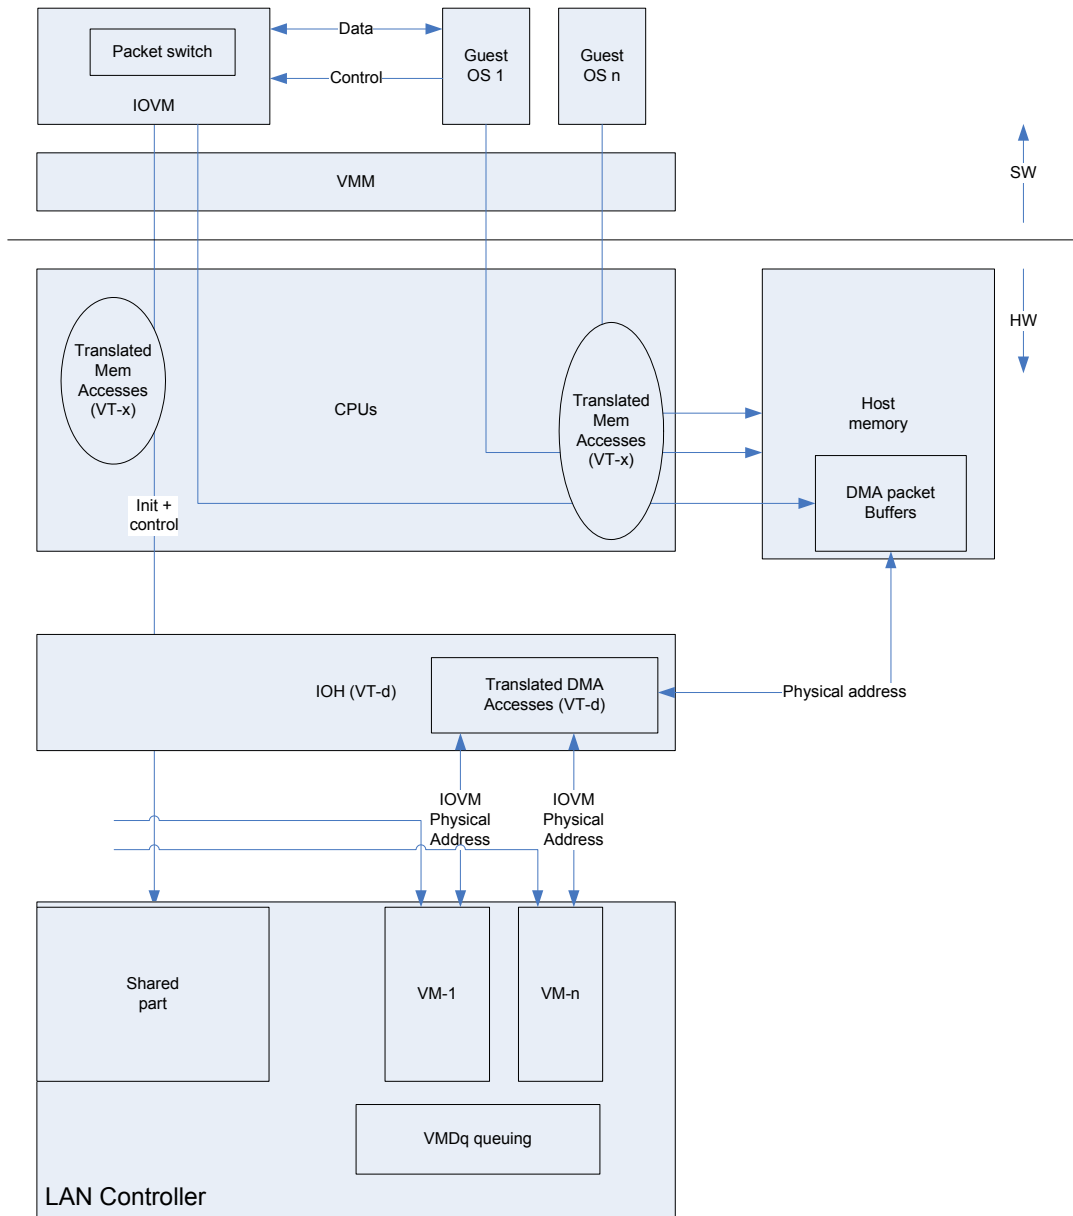 Packet switch
IOVM
Data
Control
Guest
OS 1
Guest
OS n
VMM
SW
HW
Translated
Mem
Accesses
(VT-x)
CPUs
Translated
Mem
Accesses
(VT-x)
Host
memory
DMA packet
Buffers
Init +
control
IOH (VT-d)
Translated DMA
Accesses (VT-d)
Physical address
IOVM
Physical
Address
IOVM
Physical
Address
Shared
part
VM-1
VM-n
VMDq queuing
LAN Controller